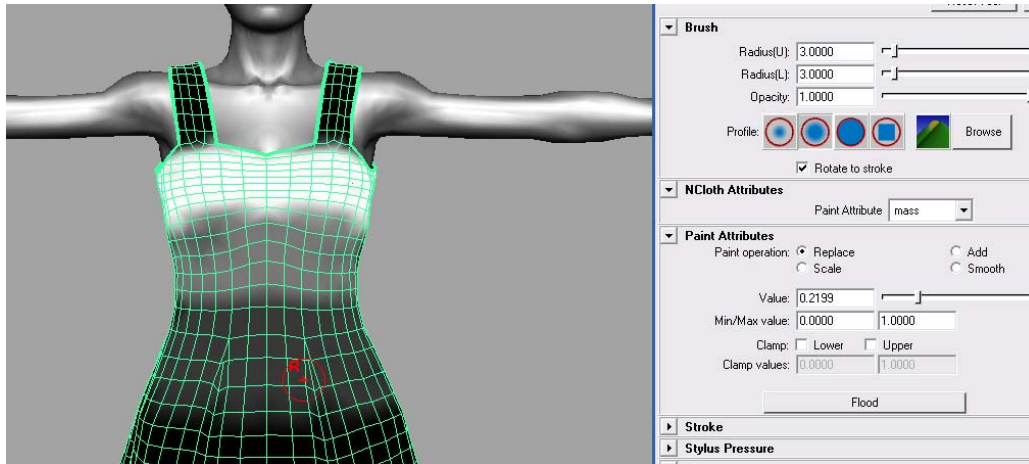 Brush
Radius(U): 3.0000
Radius(L): 3.0000
Opacity: 1.0000
Profile: Browse
Rotate to stroke
NCloth Attributes
Paint Attribute mass
Paint Attributes
Paint operation: Replace Add
Scale Smooth
Value: 0.2199
Min/Max value: 0.0000 1.0000
Clamp: Lower Upper
Clamp values: 0.0000 1.0000
Flood
Stroke
Stylus Pressure
R